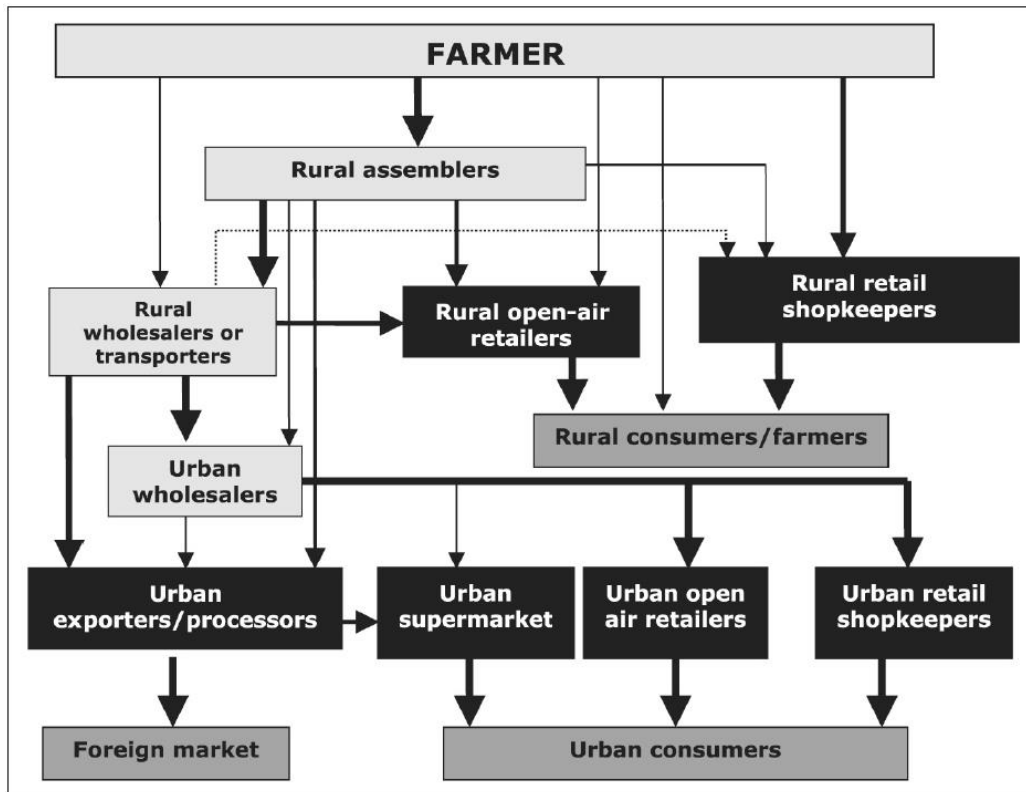 FARMER
Rural assemblers
Rural
wholesalers or
transporters
Rural open-air
retailers
Rural retail
shopkeepers
Rural consumers/farmers
Urban
wholesalers
Urban
exporters/processors
Urban
supermarket
Urban open
air retailers
Urban retail
shopkeepers
Foreign market
Urban consumers